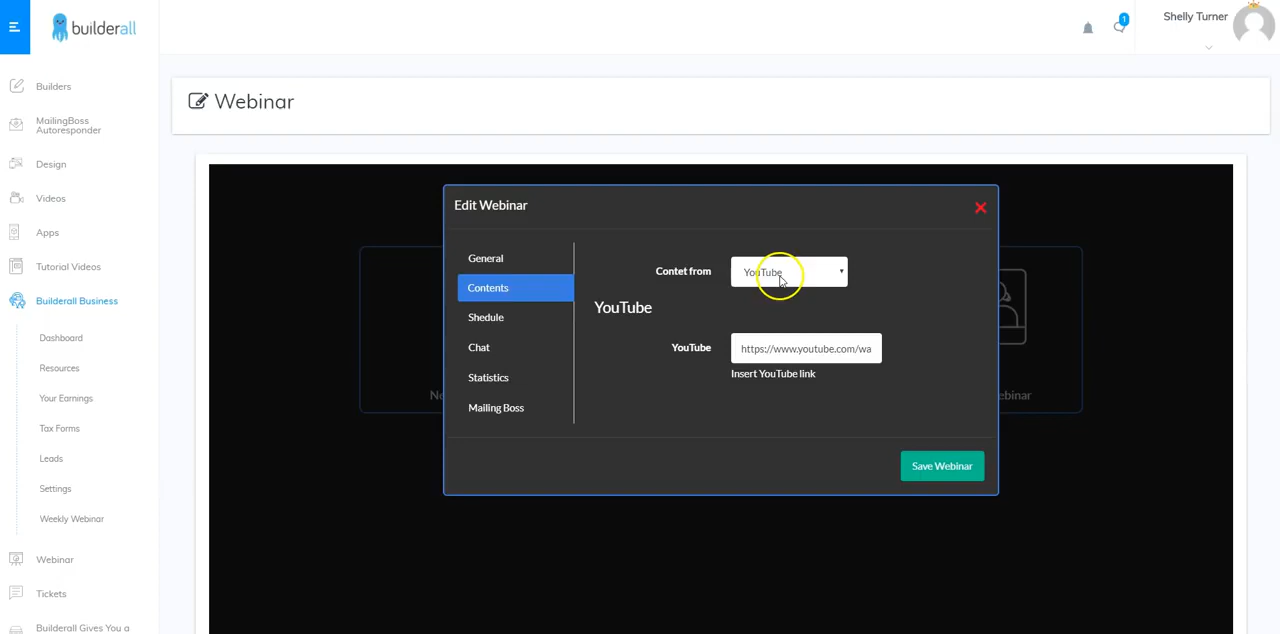 builderall
1
Shelly Turner
Builders
MailingBoss
Autoresponder
Design
Videos
Apps
Tutorial Videos
Builderall Business
Dashboard
Resources
Your Earnings
Tax Forms
Leads
Settings
Weekly Webinar
Webinar
Tickets
Builderall Gives You a
Webinar
Edit Webinar
General
Contents
Shedule
Chat
Statistics
Mailing Boss
Contet from
YouTube
YouTube
YouTube
https://www.youtube.com/wa
Insert YouTube link
Save Webinar
Ne
ebinar